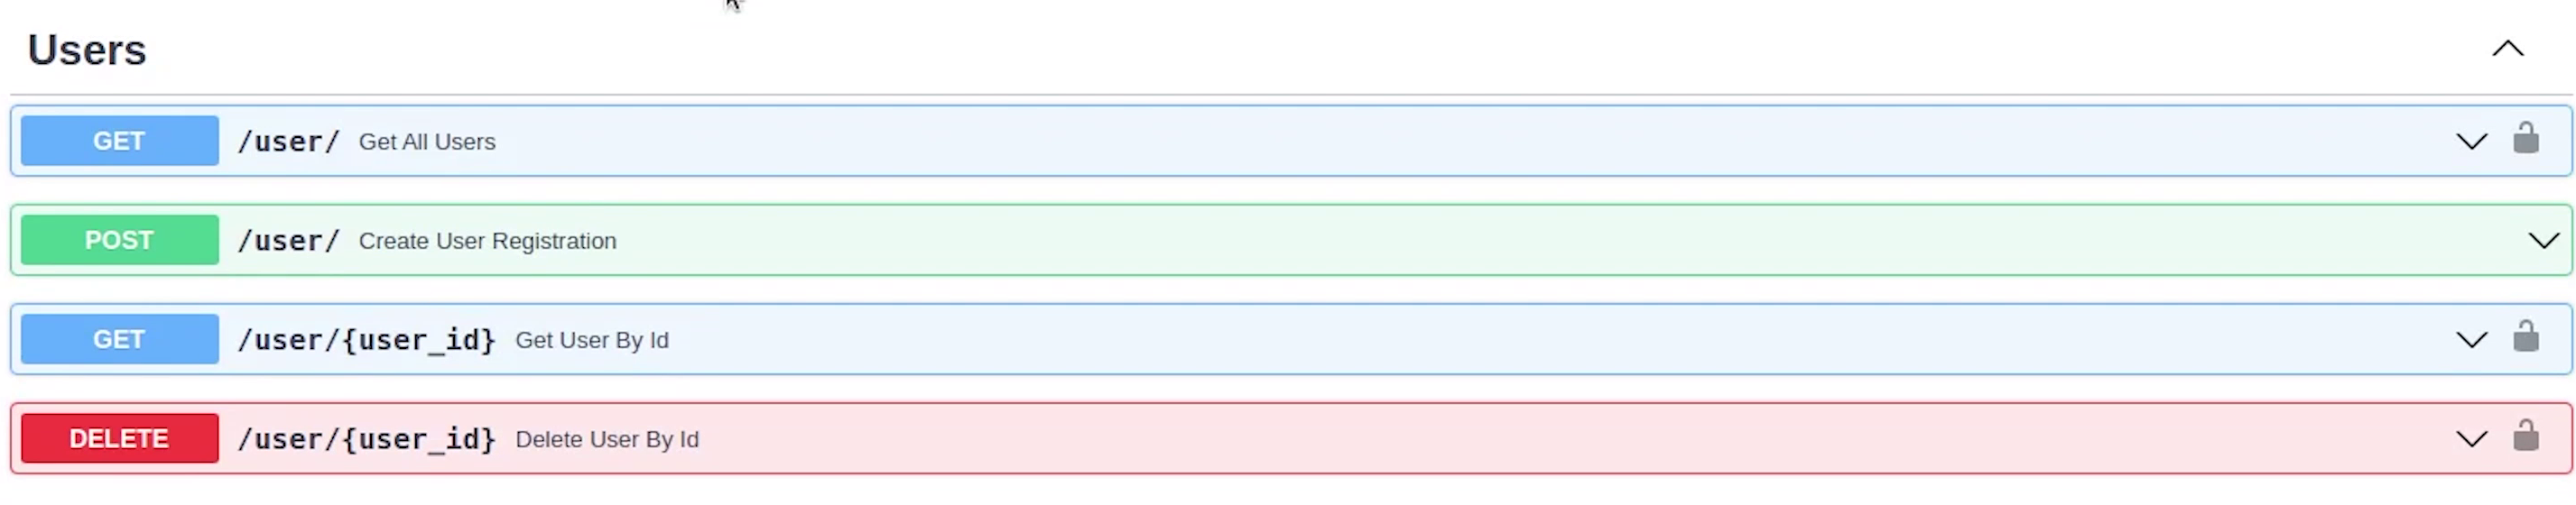 Users
GET /user/ Get All Users
POST /user/ Create User Registration
GET /user/{user_id} Get User By Id
DELETE /user/{user_id} Delete User By Id